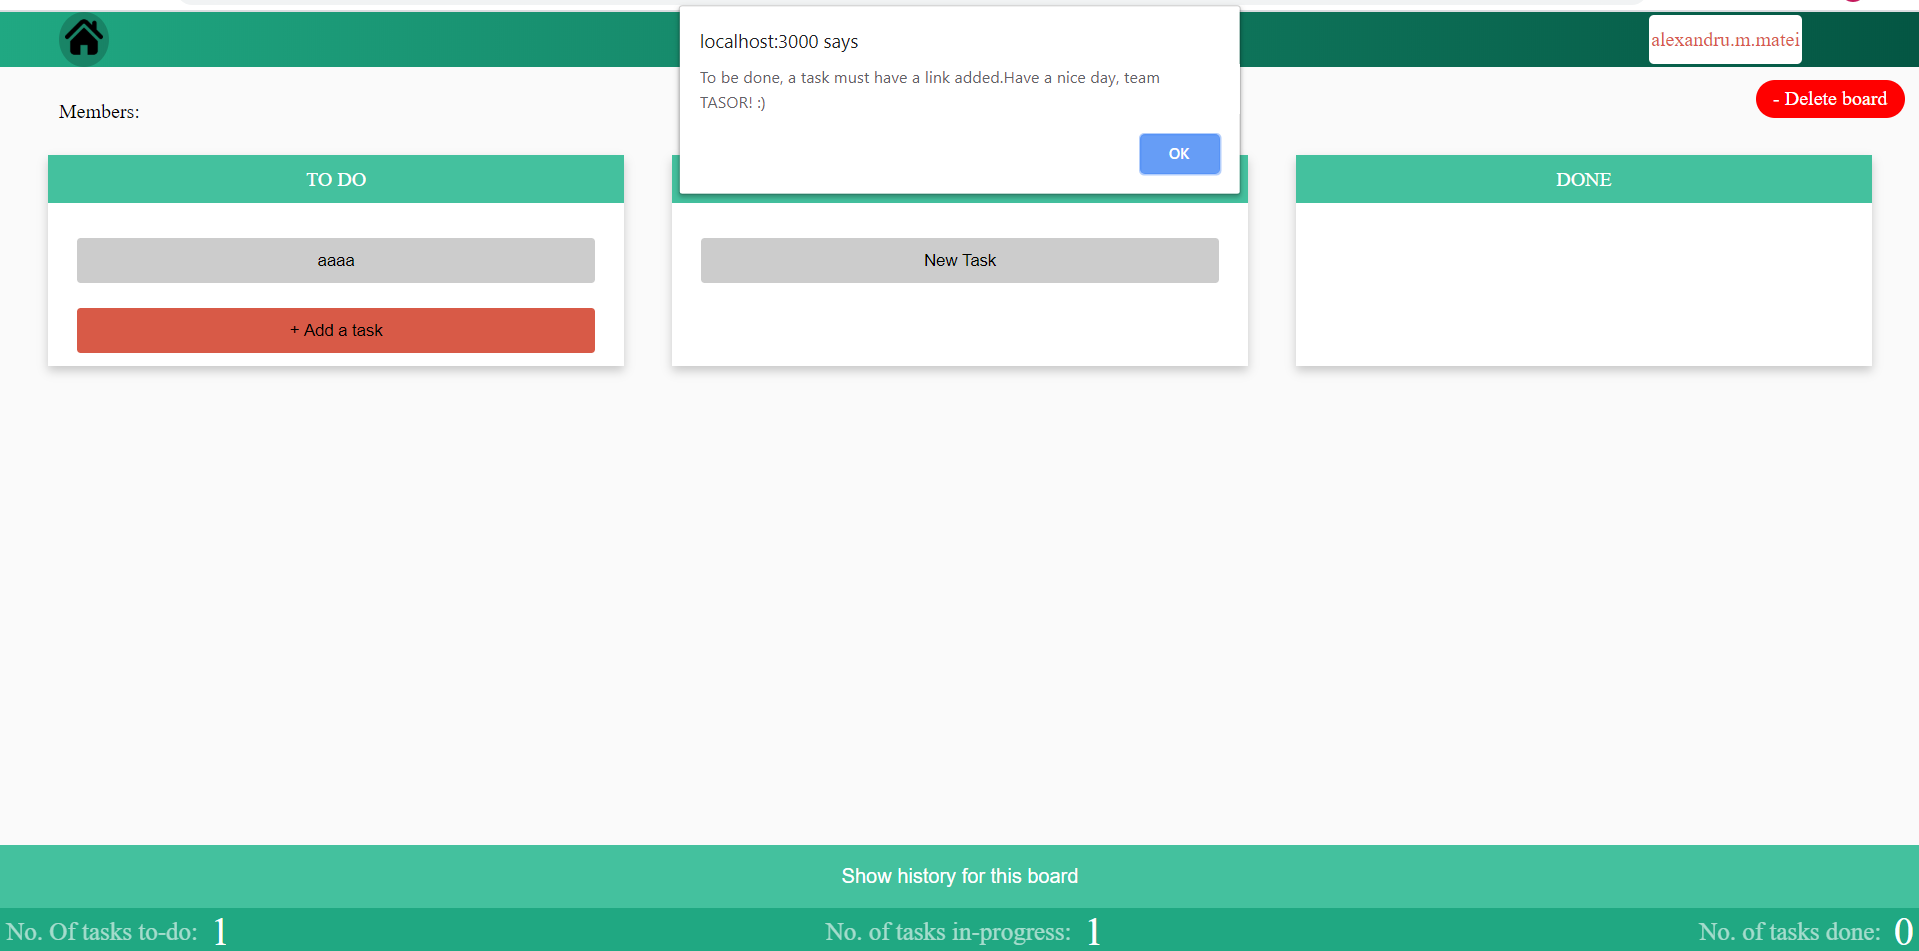 localhost:3000 says
To be done, a task must have a link added.Have a nice day, team
TASOR! :)
OK
alexandru.m.matei
Members:
- Delete board
TO DO
DONE
aaaa
+ Add a task
New Task
Show history for this board
No. Of tasks to-do: 1
No. of tasks in-progress: 1
No. of tasks done: 0